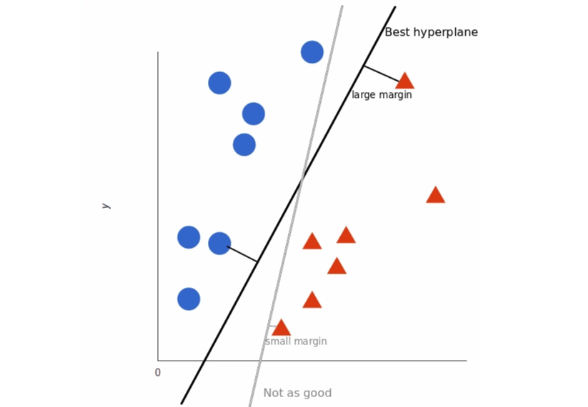 Best hyperplane
large margin
y
small margin
0
Not as good